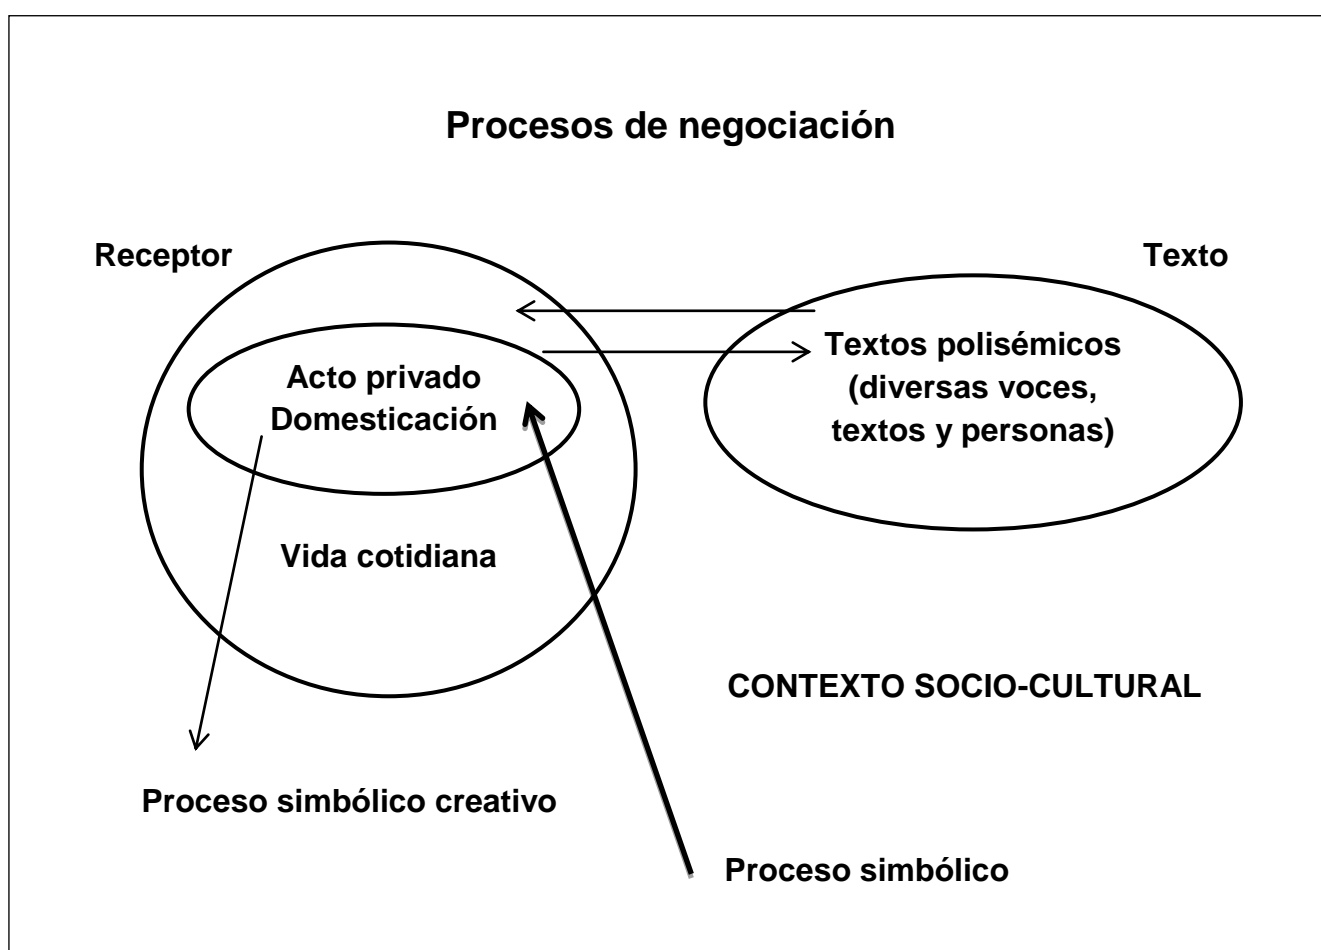 Procesos de negociación
Receptor
Texto
Acto privado
Domesticación
Textos polisémicos
(diversas voces,
textos y personas)
Vida cotidiana
CONTEXTO SOCIO-CULTURAL
Proceso simbólico creativo
Proceso simbólico